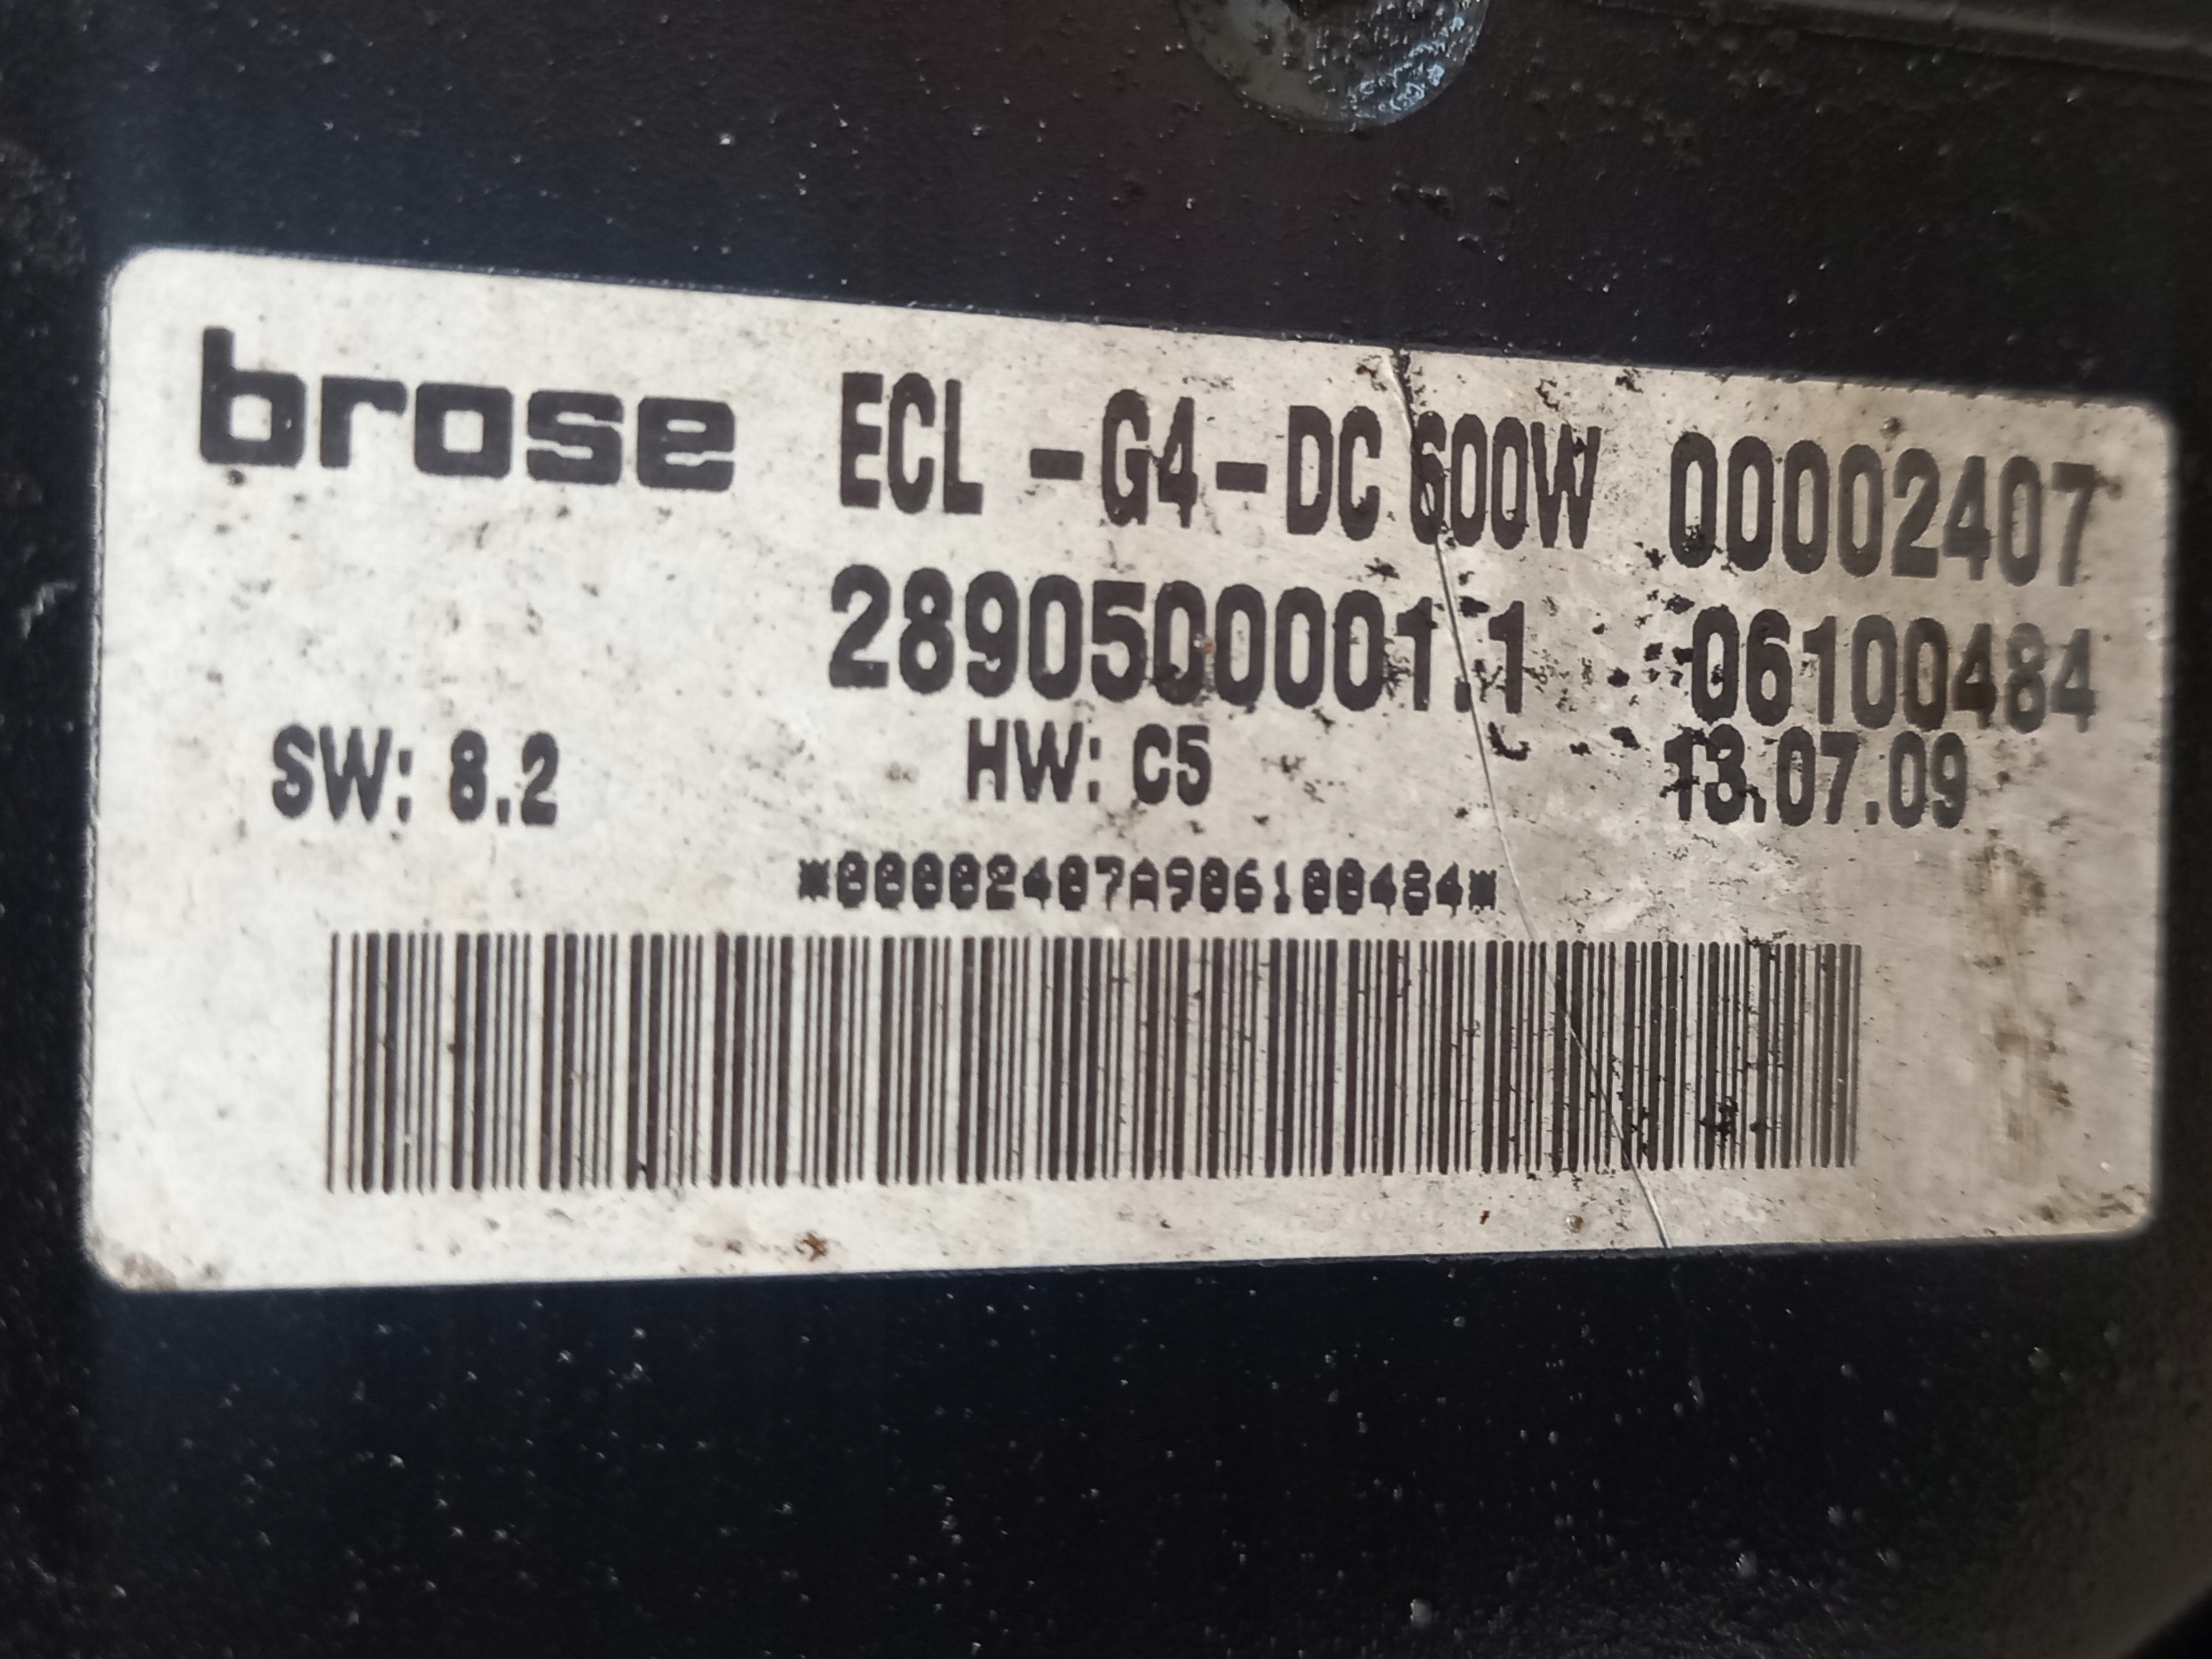 brose ECL -G4-DC 600W 00002407
2890500001.1 06100484
SW: 8.2 HW: C5 13.07.09
*00002407A906100484*